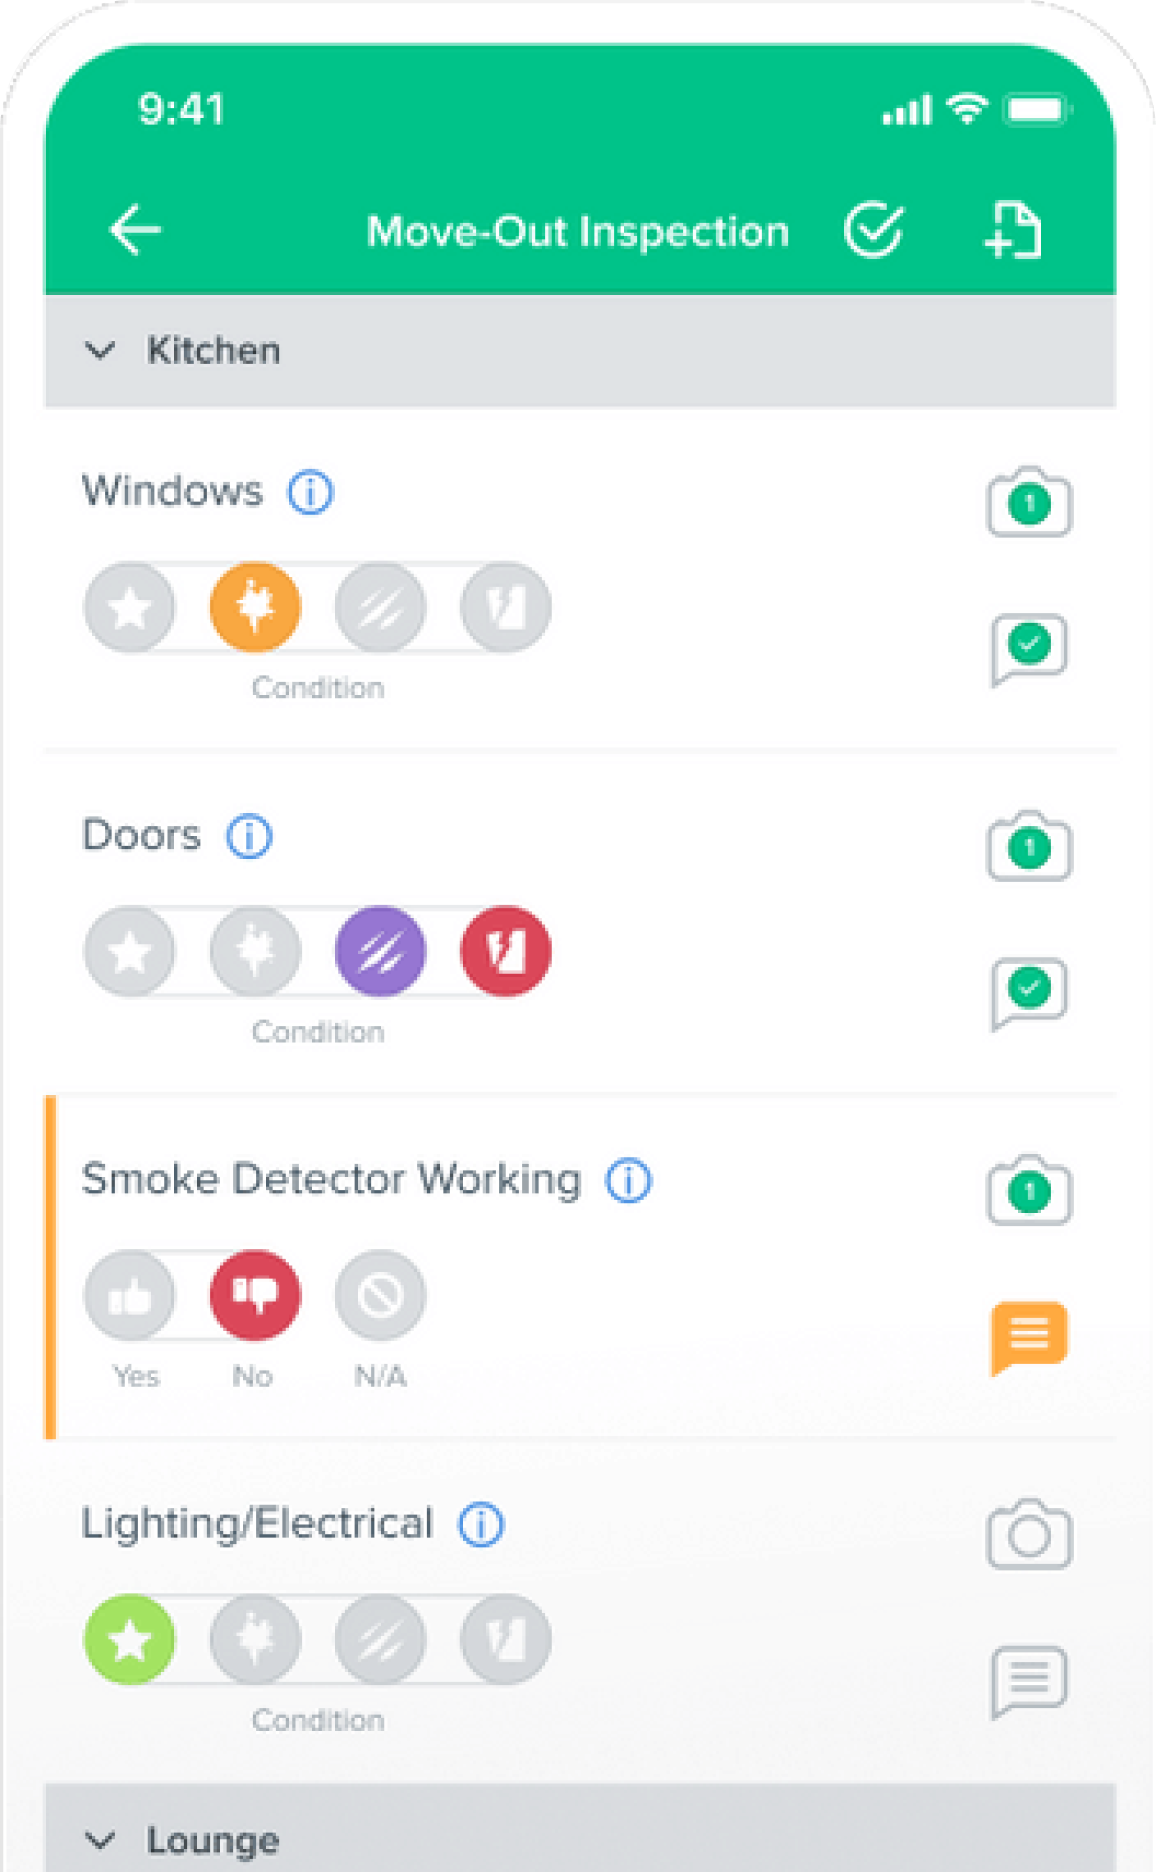 9:41
Move-Out Inspection
Kitchen
Windows
1
Condition
Doors
1
Condition
Smoke Detector Working
1
Yes No N/A
Lighting/Electrical
Condition
Lounge